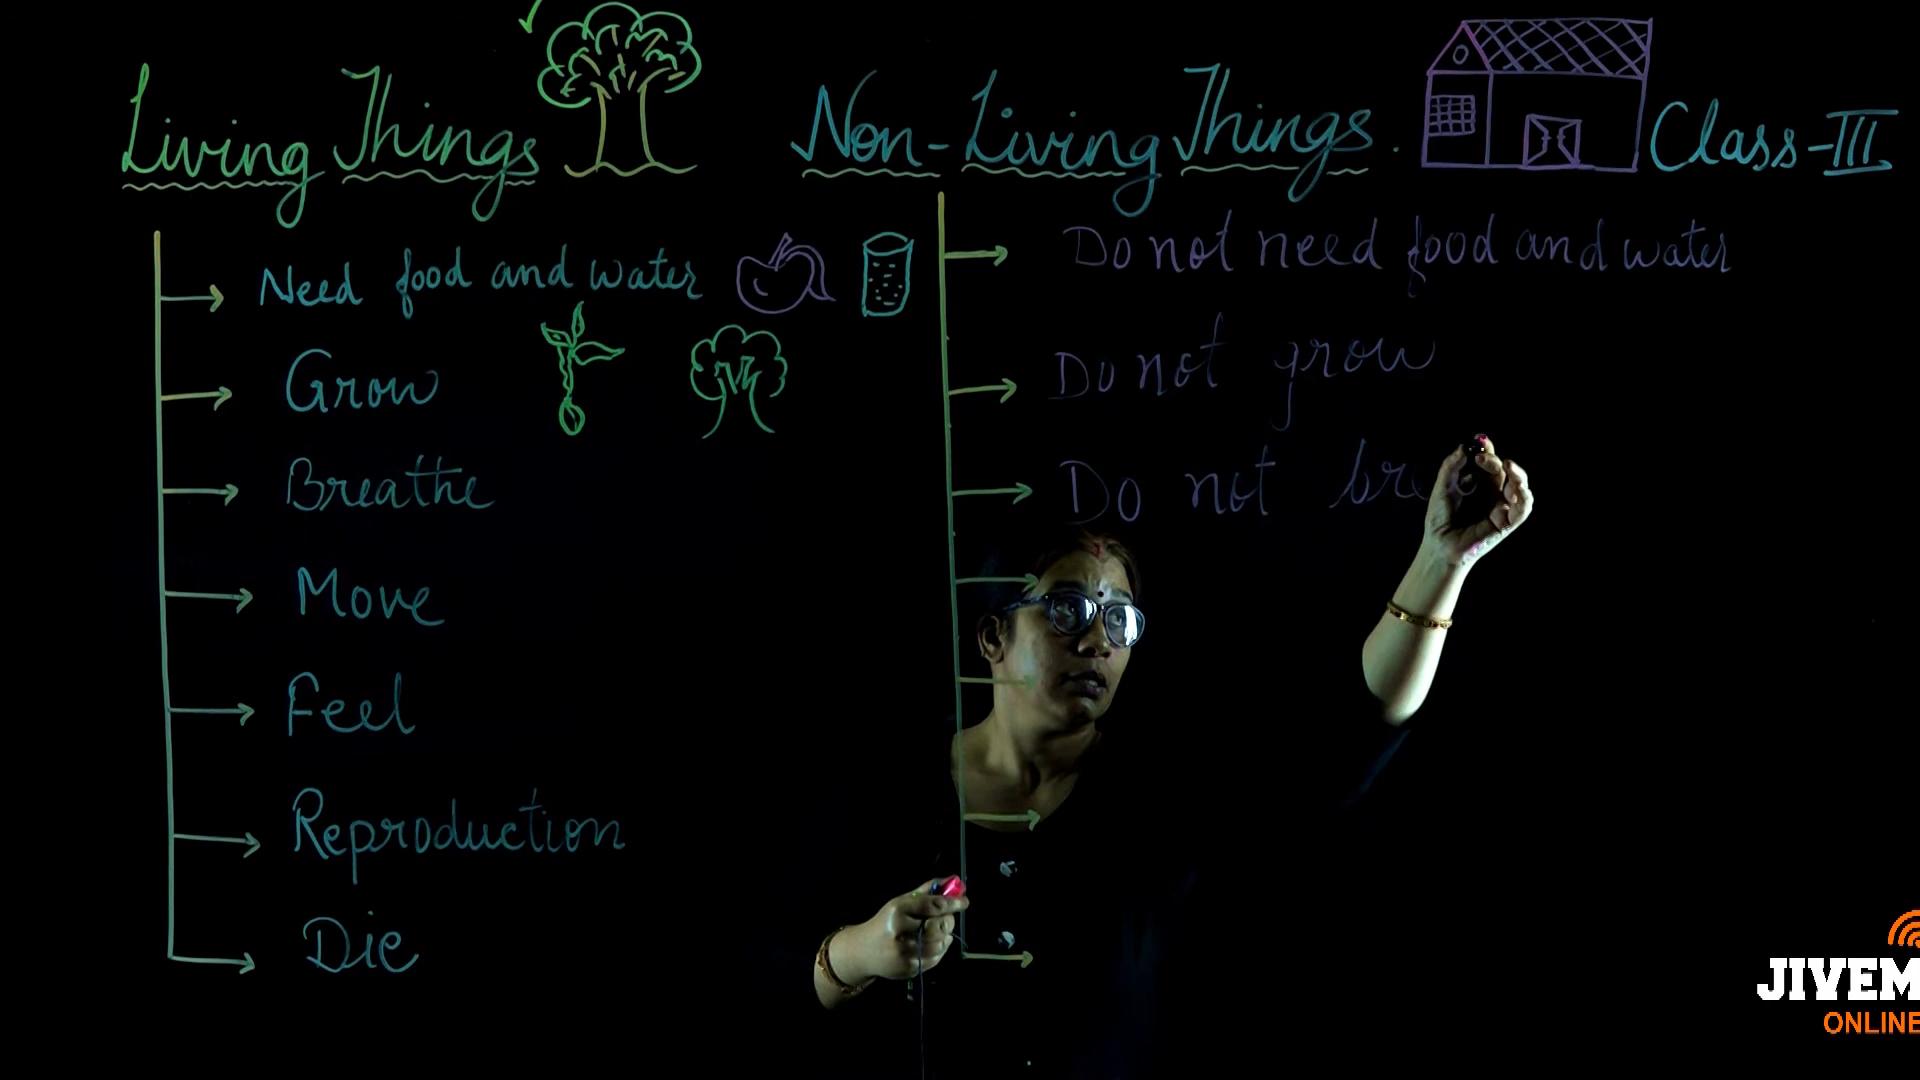 Living Things
Non-Living Things.
Class-III
Need food and water
Grow
Breathe
Move
Feel
Reproduction
Die
Do not need food and water
Do not grow
Do not
JIVEM
ONLINE